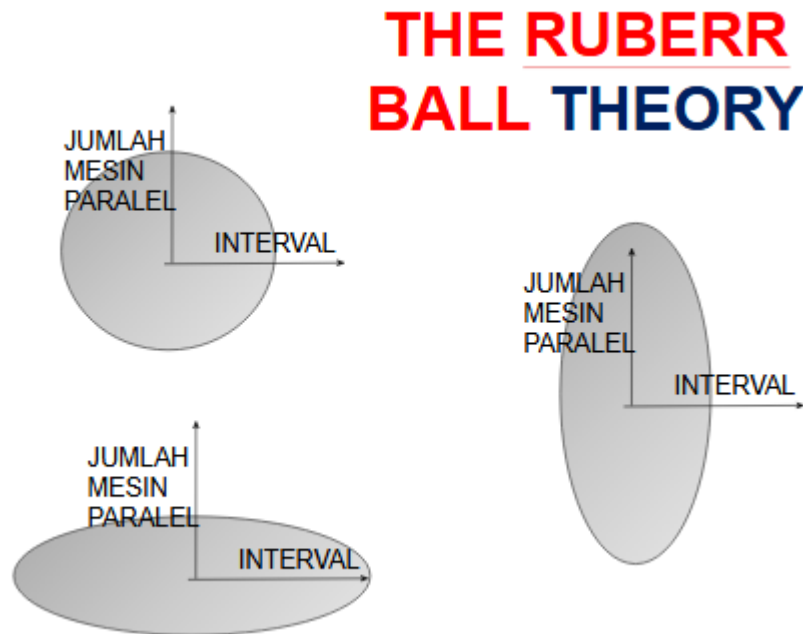 THE RUBERR
BALL THEORY
JUMLAH
MESIN
PARALEL
INTERVAL
JUMLAH
MESIN
PARALEL
INTERVAL
JUMLAH
MESIN
PARALEL
INTERVAL